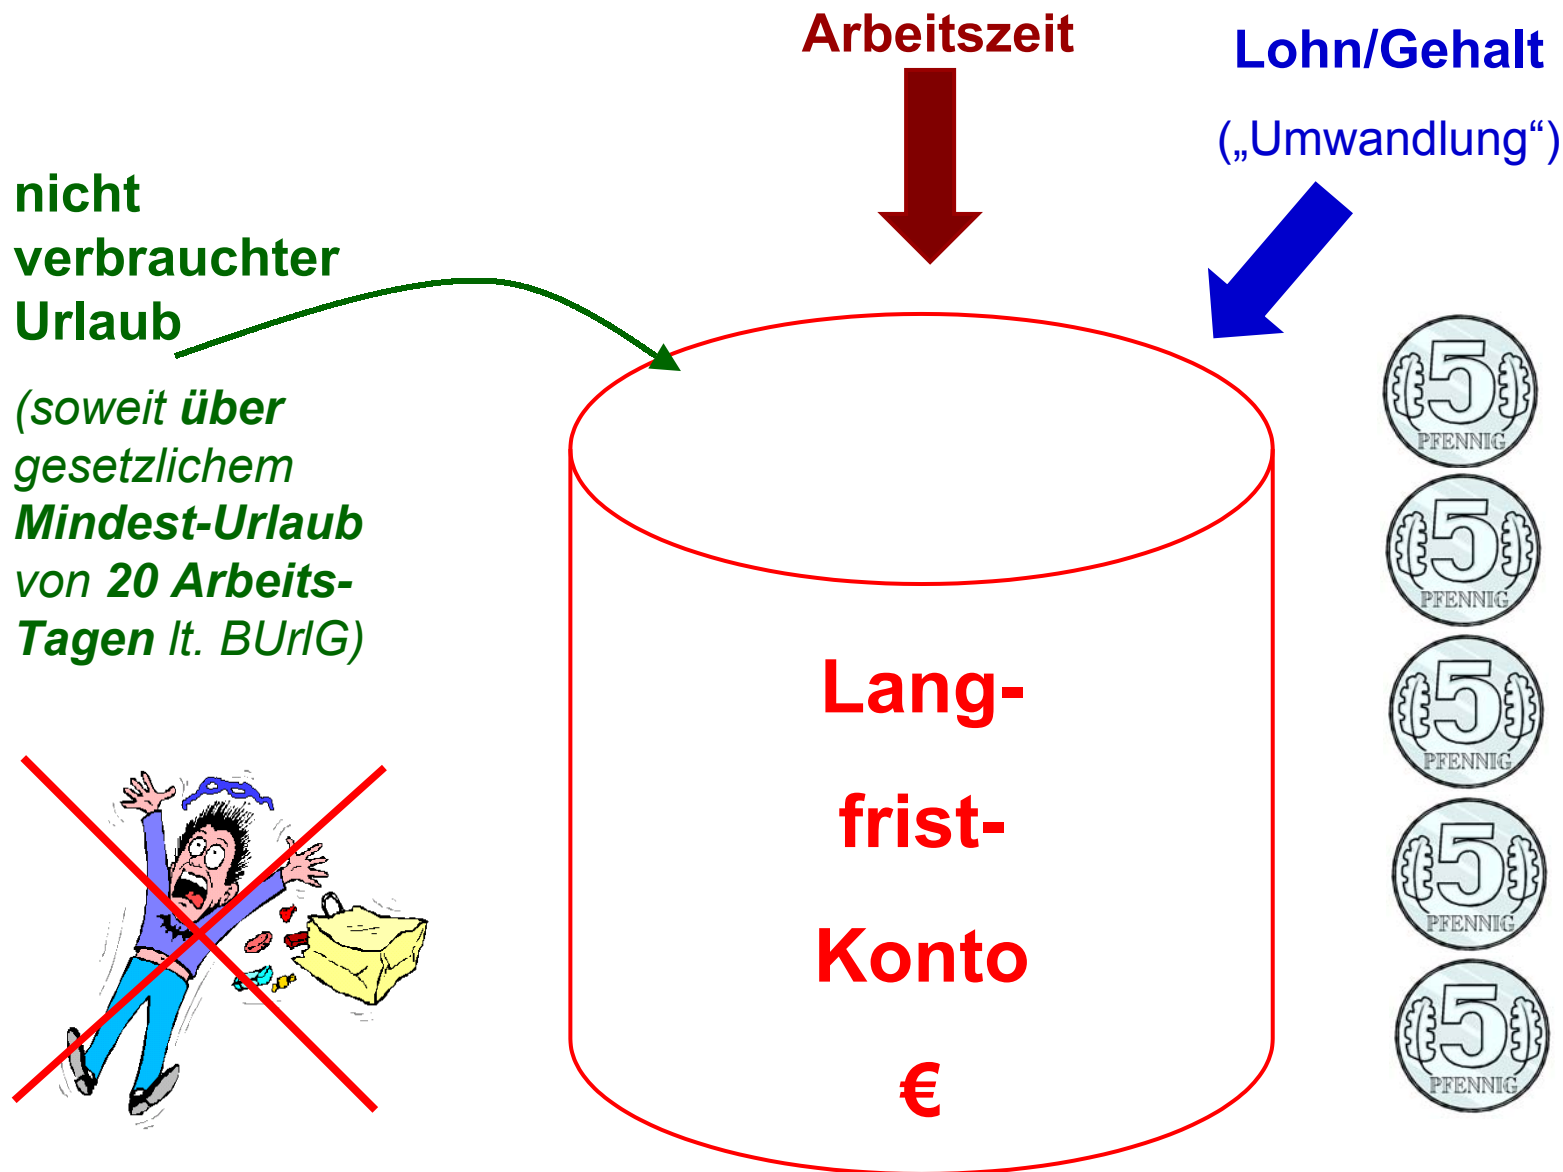 Arbeitszeit
Lohn/Gehalt
(„Umwandlung“)
nicht
verbrauchter
Urlaub
(soweit über
gesetzlichem
Mindest-Urlaub
von 20 Arbeits-
Tagen lt. BUrlG)
Lang-
frist-
Konto
€
5
PFENNIG
5
PFENNIG
5
PFENNIG
5
PFENNIG
5
PFENNIG